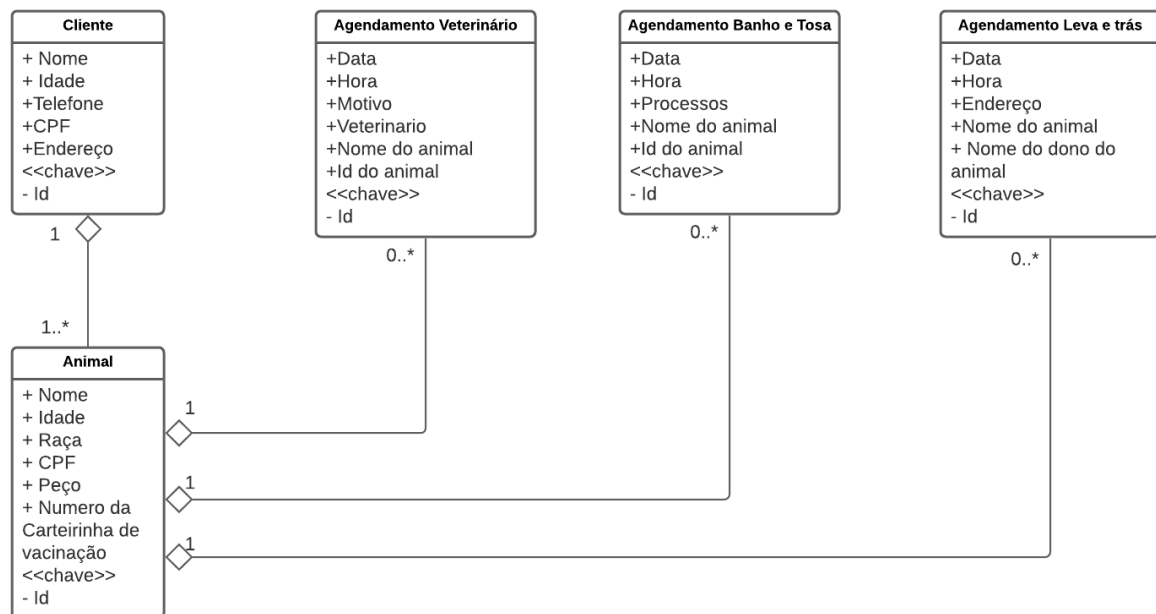 Cliente
+ Nome
+ Idade
+Telefone
+CPF
+Endereço
<<chave>>
- Id
Agendamento Veterinário
+Data
+Hora
+Motivo
+Veterinario
+Nome do animal
+Id do animal
<<chave>>
- Id
Agendamento Banho e Tosa
+Data
+Hora
+Processos
+Nome do animal
+Id do animal
<<chave>>
- Id
Agendamento Leva e trás
+Data
+Hora
+Endereço
+Nome do animal
+ Nome do dono do
animal
<<chave>>
- Id
1
0..*
0..*
0..*
1..*
Animal
+ Nome
+ Idade
+ Raça
+ CPF
+ Peço
+ Numero da
Carteirinha de
vacinação
<<chave>>
- Id
1
1
1